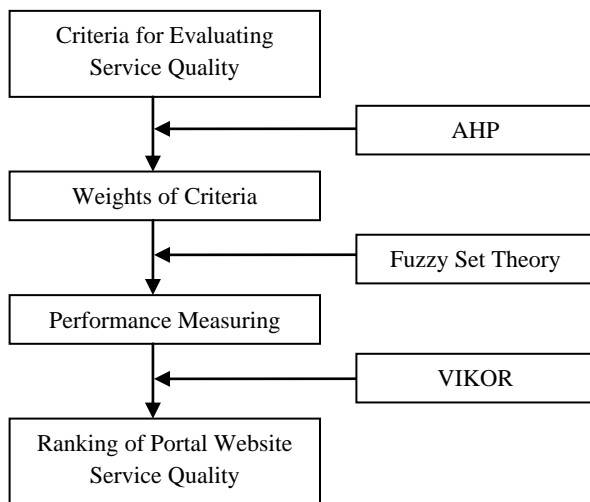 Criteria for Evaluating
Service Quality
AHP
Weights of Criteria
Fuzzy Set Theory
Performance Measuring
VIKOR
Ranking of Portal Website
Service Quality